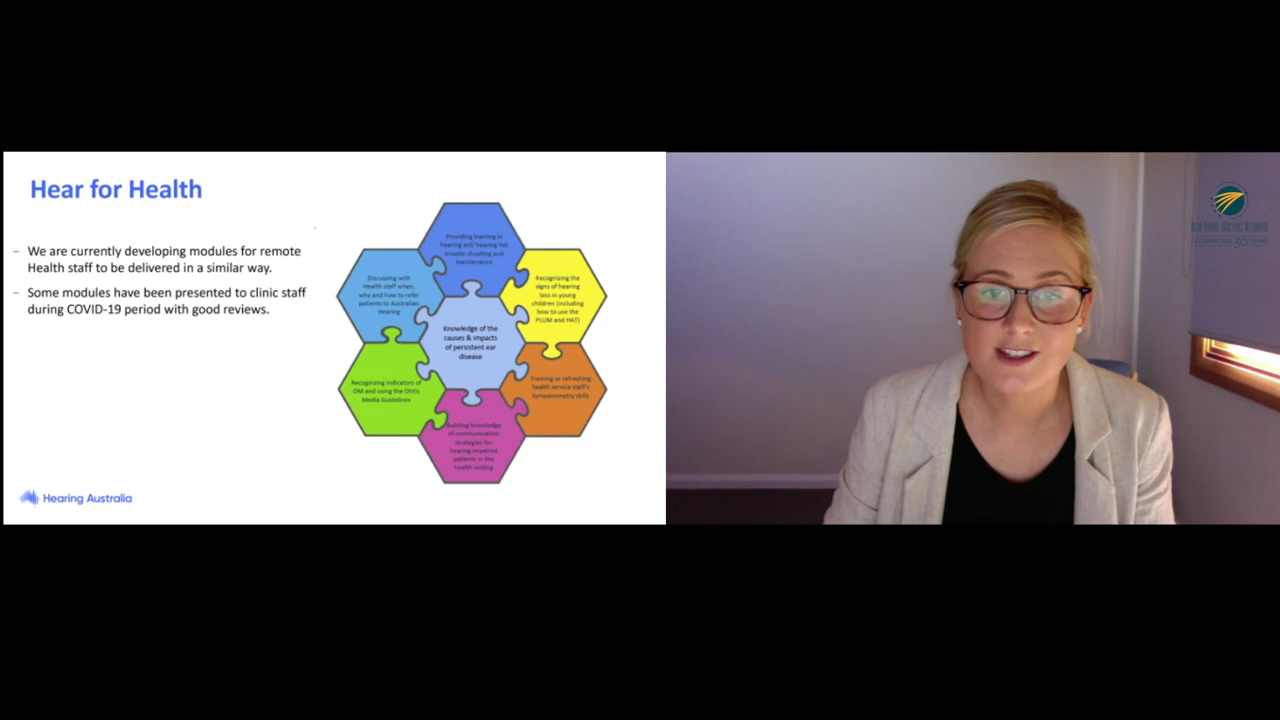 Hear for Health
– We are currently developing modules for remote
Health staff to be delivered in a similar way.
– Some modules have been presented to clinic staff
during COVID-19 period with good reviews.
Providing training in
hearing aid/ hearing hat
trouble shooting and
maintenance
Discussing with
Health staff when,
why and how to refer
patients to Australian
Hearing
Recognizing the
signs of hearing
loss in young
children (including
how to use the
PLUM and HAT)
Knowledge of the
causes & impacts
of persistent ear
disease
Recognizing indicators of
OM and using the Otitis
Media Guidelines
Training or refreshing
health service staff's
tympanometry skills
Building knowledge
of communication
strategies for
hearing impaired
patients in the
health setting
Hearing Australia
RURAL DOCTORS NETWORK
CELEBRATING 30 YEARS